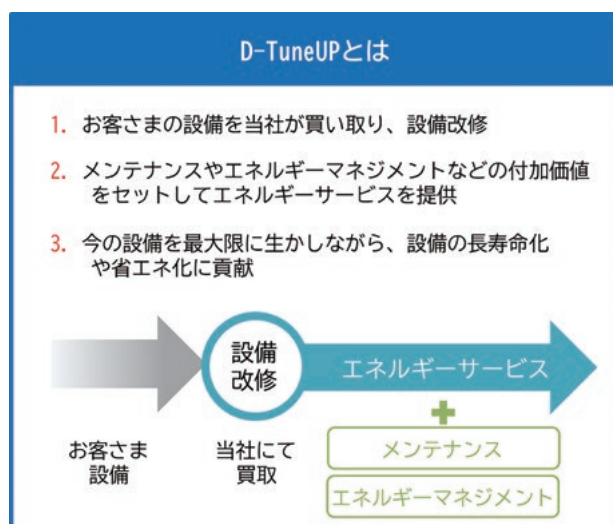 D-TuneUPとは
1. お客さまの設備を当社が買い取り、設備改修
2. メンテナンスやエネルギーマネジメントなどの付加価値
をセットしてエネルギーサービスを提供
3. 今の設備を最大限に生かしながら、設備の長寿命化
や省エネ化に貢献
設備
改修
エネルギーサービス
+
お客さま
設備
当社にて
買取
メンテナンス
エネルギーマネジメント